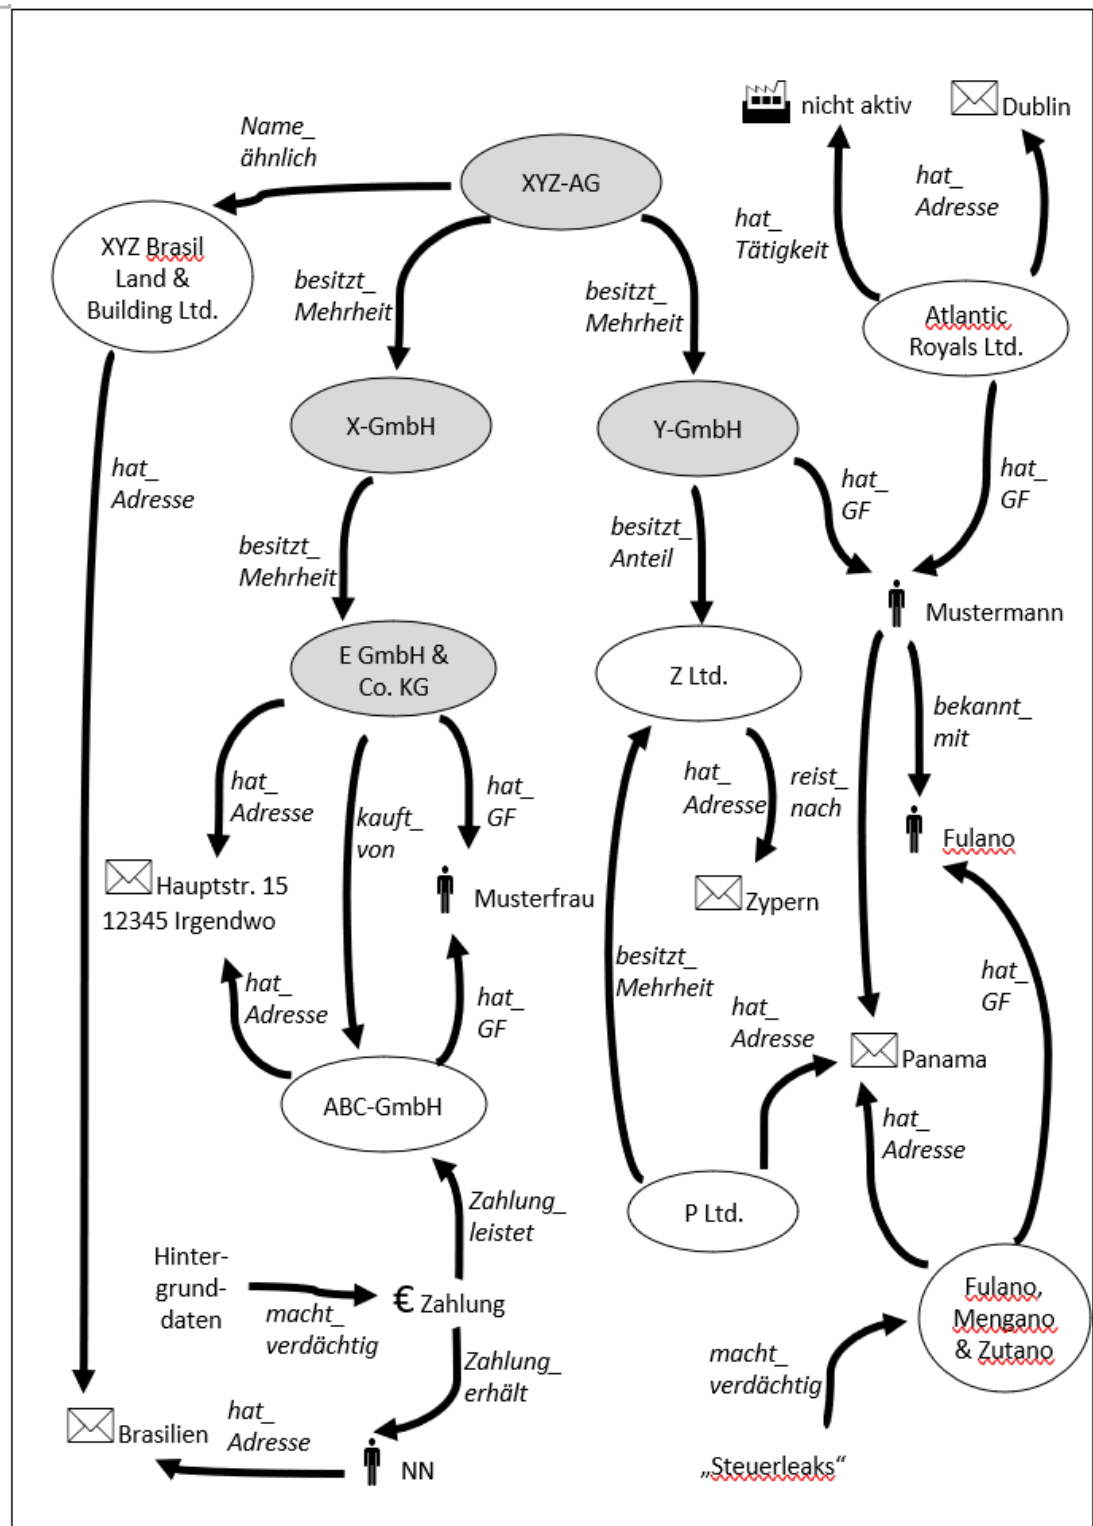 nicht aktiv
Dublin
Name_
ähnlich
XYZ-AG
hat_
Adresse
hat_
Tätigkeit
XYZ Brasil
Land &
Building Ltd.
besitzt_
Mehrheit
besitzt_
Mehrheit
Atlantic
Royals Ltd.
X-GmbH
Y-GmbH
hat_
Adresse
hat_
GF
hat_
GF
besitzt_
Anteil
besitzt_
Mehrheit
Mustermann
E GmbH &
Co. KG
Z Ltd.
bekannt_
mit
hat_
Adresse
kauft_
von
hat_
GF
hat_
Adresse
reist_
nach
Fulano
Hauptstr. 15
12345 Irgendwo
Musterfrau
Zypern
hat_
Adresse
hat_
GF
besitzt_
Mehrheit
hat_
Adresse
hat_
GF
Panama
ABC-GmbH
hat_
Adresse
P Ltd.
Zahlung_
leistet
Hinter-
grund-
daten
macht_
verdächtig
€ Zahlung
Fulano,
Mengano
& Zutano
Zahlung_
erhält
macht_
verdächtig
Brasilien
hat_
Adresse
NN
„Steuerleaks“